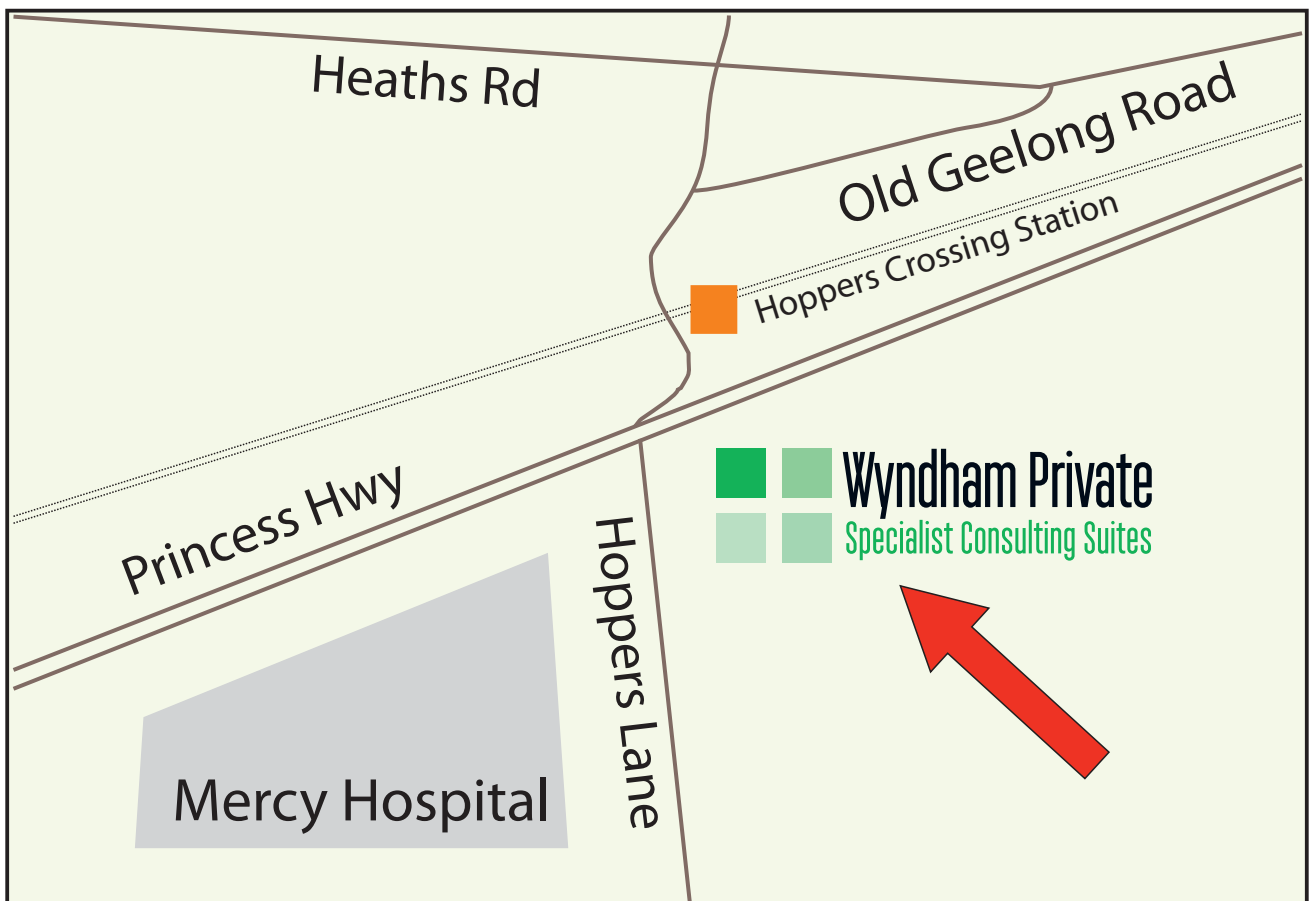 Heaths Rd
Old Geelong Road
Hoppers Crossing Station
Princess Hwy
Wyndham Private
Specialist Consulting Suites
Hoppers Lane
Mercy Hospital